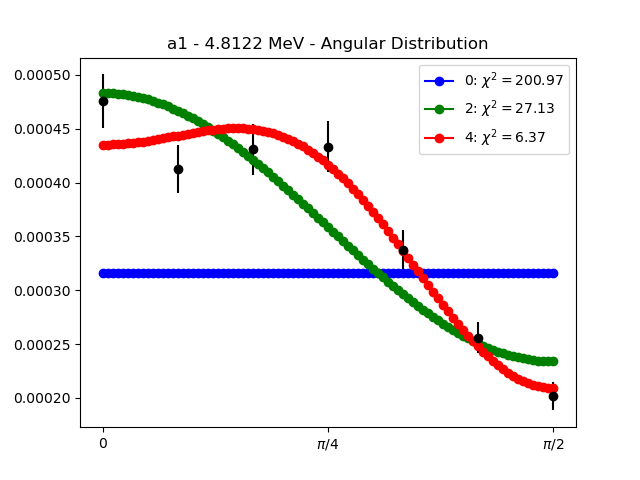 a1 - 4.8122 MeV - Angular Distribution
0: χ² = 200.97
2: χ² = 27.13
4: χ² = 6.37
0.00050
0.00045
0.00040
0.00035
0.00030
0.00025
0.00020
0 π/4 π/2